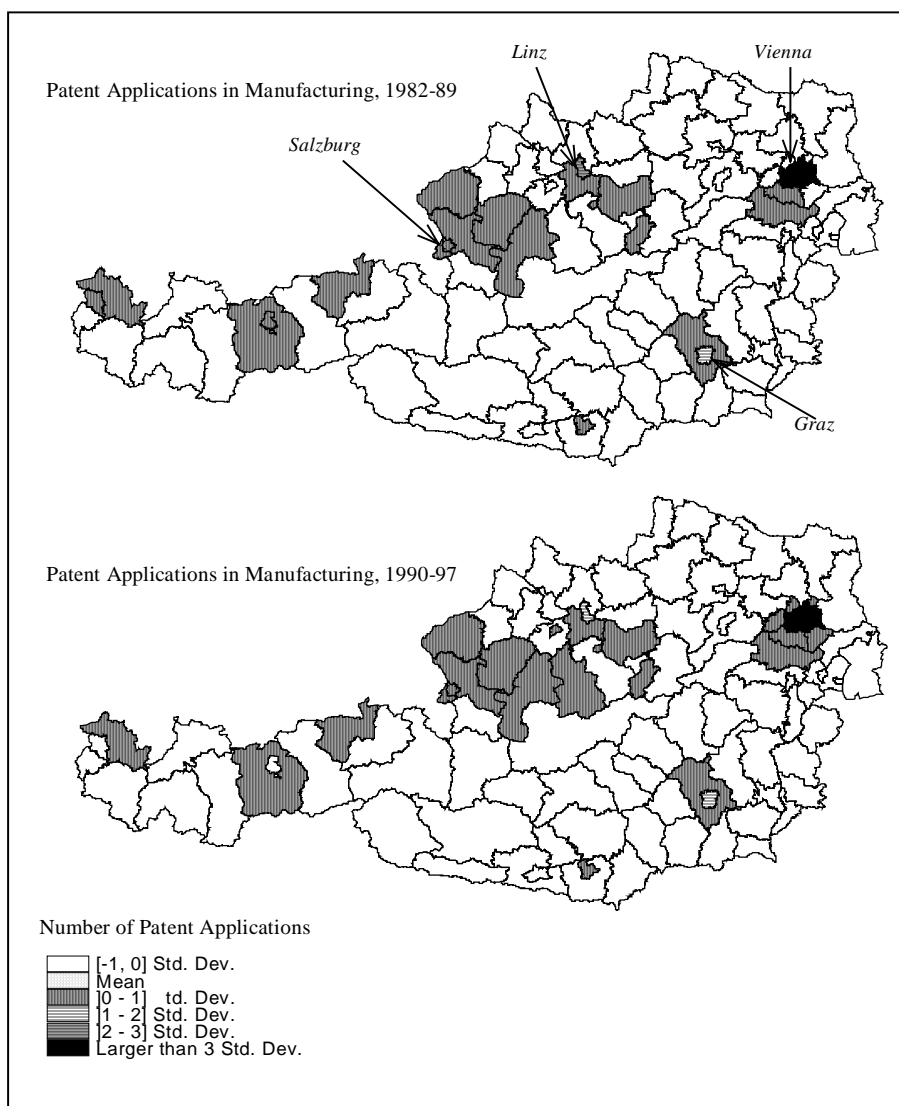 Linz
Vienna
Patent Applications in Manufacturing, 1982-89
Salzburg
Graz
Patent Applications in Manufacturing, 1990-97
Number of Patent Applications
[-1, 0] Std. Dev.
Mean
]0 - 1] td. Dev.
]1 - 2] Std. Dev.
]2 - 3] Std. Dev.
Larger than 3 Std. Dev.